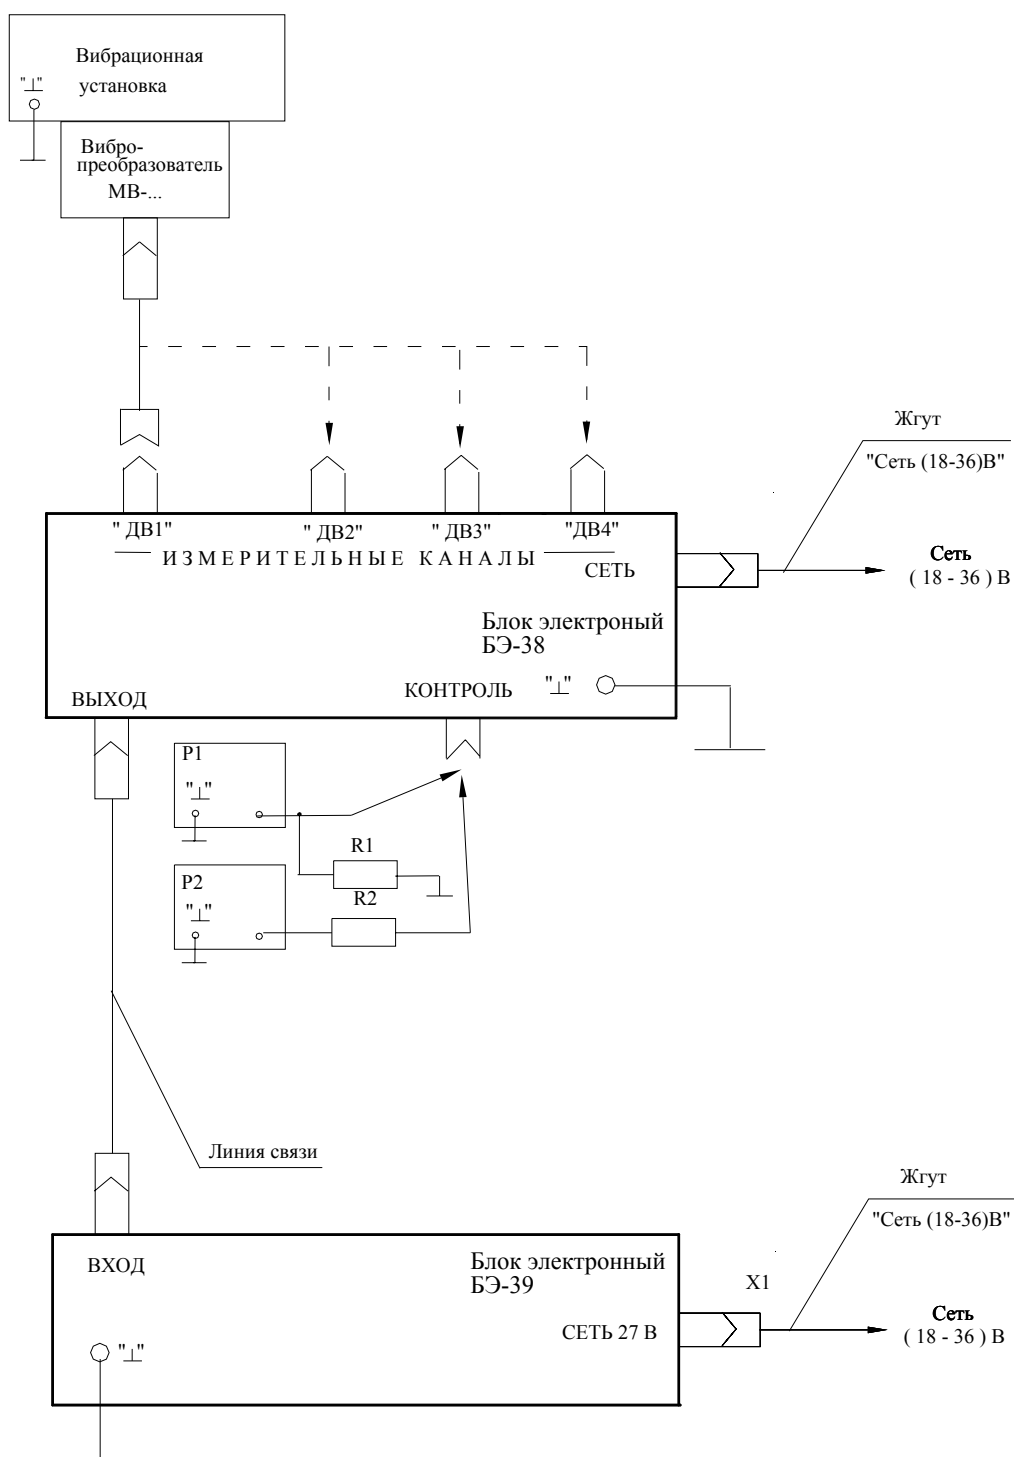 Вибрационная
"⊥" установка
Вибро-
преобразователь
МВ-...
Жгут
"Сеть (18-36)В"
" ДВ1" " ДВ2" " ДВ3" "ДВ4"
ИЗМЕРИТЕЛЬНЫЕ КАНАЛЫ
СЕТЬ
Сеть
( 18 - 36 ) В
Блок электроный
БЭ-38
ВЫХОД
КОНТРОЛЬ "⊥"
P1
"⊥"
R1
P2
R2
"⊥"
Линия связи
Жгут
"Сеть (18-36)В"
ВХОД
Блок электронный
БЭ-39
X1
СЕТЬ 27 В
Сеть
( 18 - 36 ) В
"⊥"